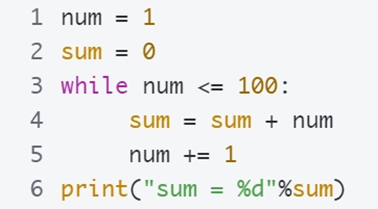 1 num = 1
2 sum = 0
3 while num <= 100:
4     sum = sum + num
5     num += 1
6 print("sum = %d"%sum)